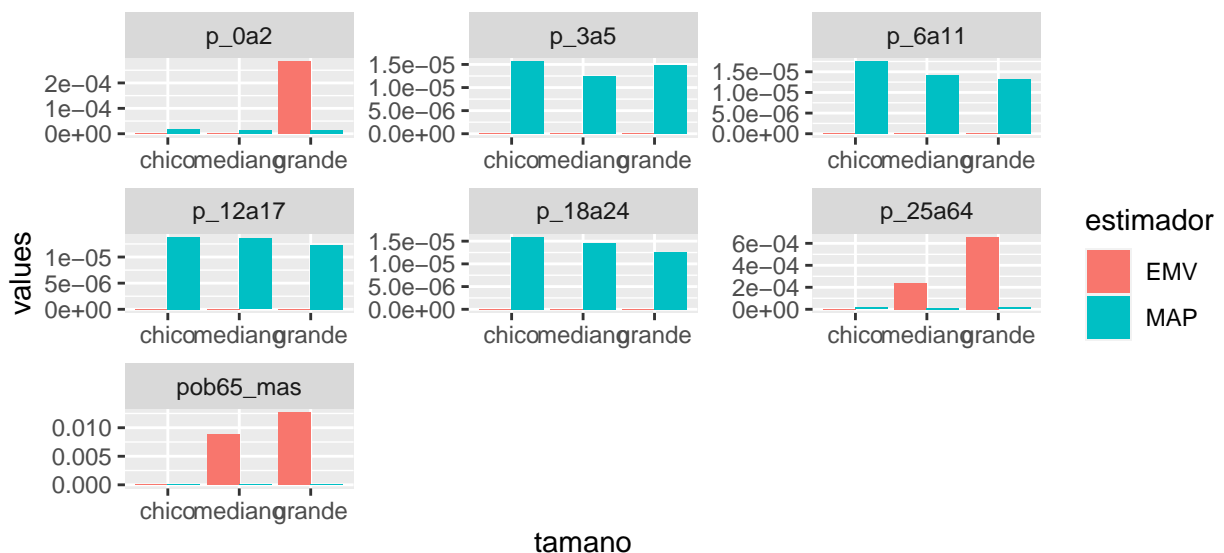 p_0a2 p_3a5 p_6a11
2e−04
1e−04
0e+00
1.5e−05
1.0e−05
5.0e−06
0.0e+00
1.5e−05
1.0e−05
5.0e−06
0.0e+00
chico mediano grande chico mediano grande chico mediano grande
p_12a17 p_18a24 p_25a64
1e−05
5e−06
0e+00
1.5e−05
1.0e−05
5.0e−06
0.0e+00
6e−04
4e−04
2e−04
0e+00
chico mediano grande chico mediano grande chico mediano grande
pob65_mas
0.010
0.005
0.000
chico mediano grande
values
tamano
estimador
EMV
MAP